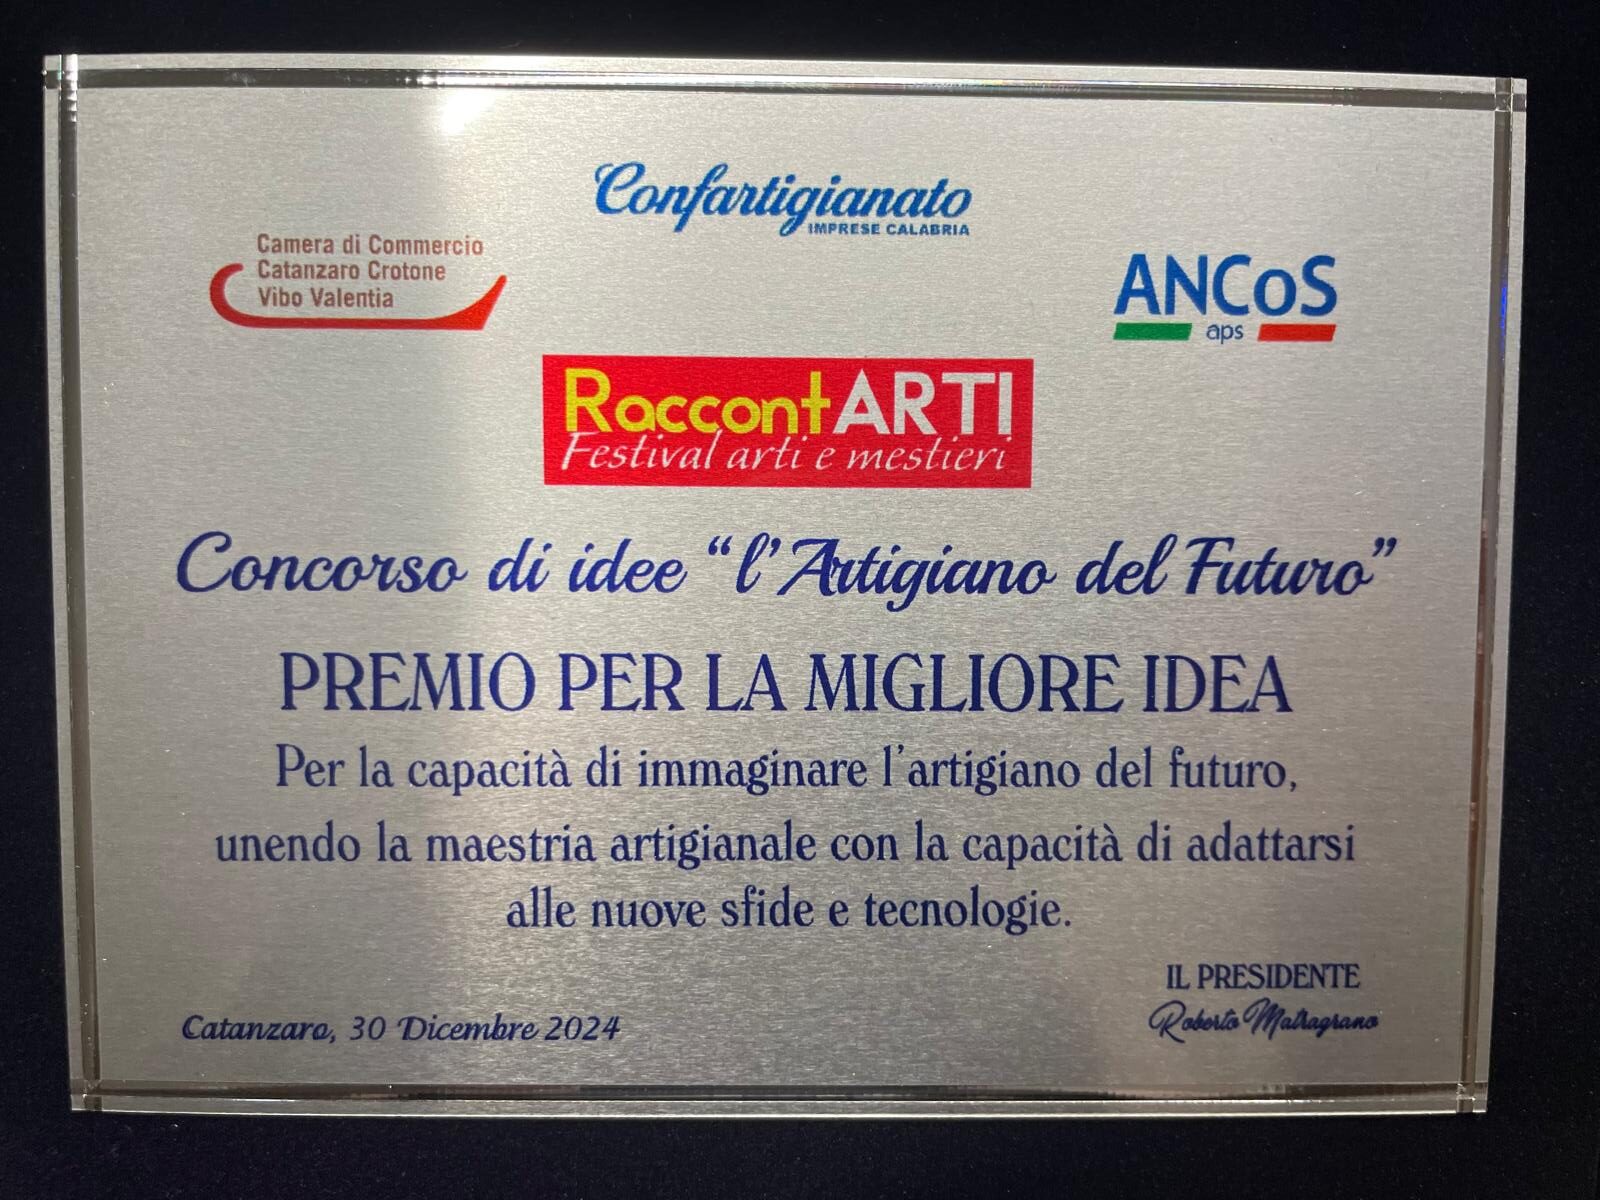 Confartigianato
IMPRESE CALABRIA
Camera di Commercio
Catanzaro Crotone
Vibo Valentia
ANCoS
aps
RaccontARTI
Festival arti e mestieri
Concorso di idee “l’Artigiano del Futuro”
PREMIO PER LA MIGLIORE IDEA
Per la capacità di immaginare l'artigiano del futuro,
unendo la maestria artigianale con la capacità di adattarsi
alle nuove sfide e tecnologie.
IL PRESIDENTE
Roberto Matragrano
Catanzaro, 30 Dicembre 2024